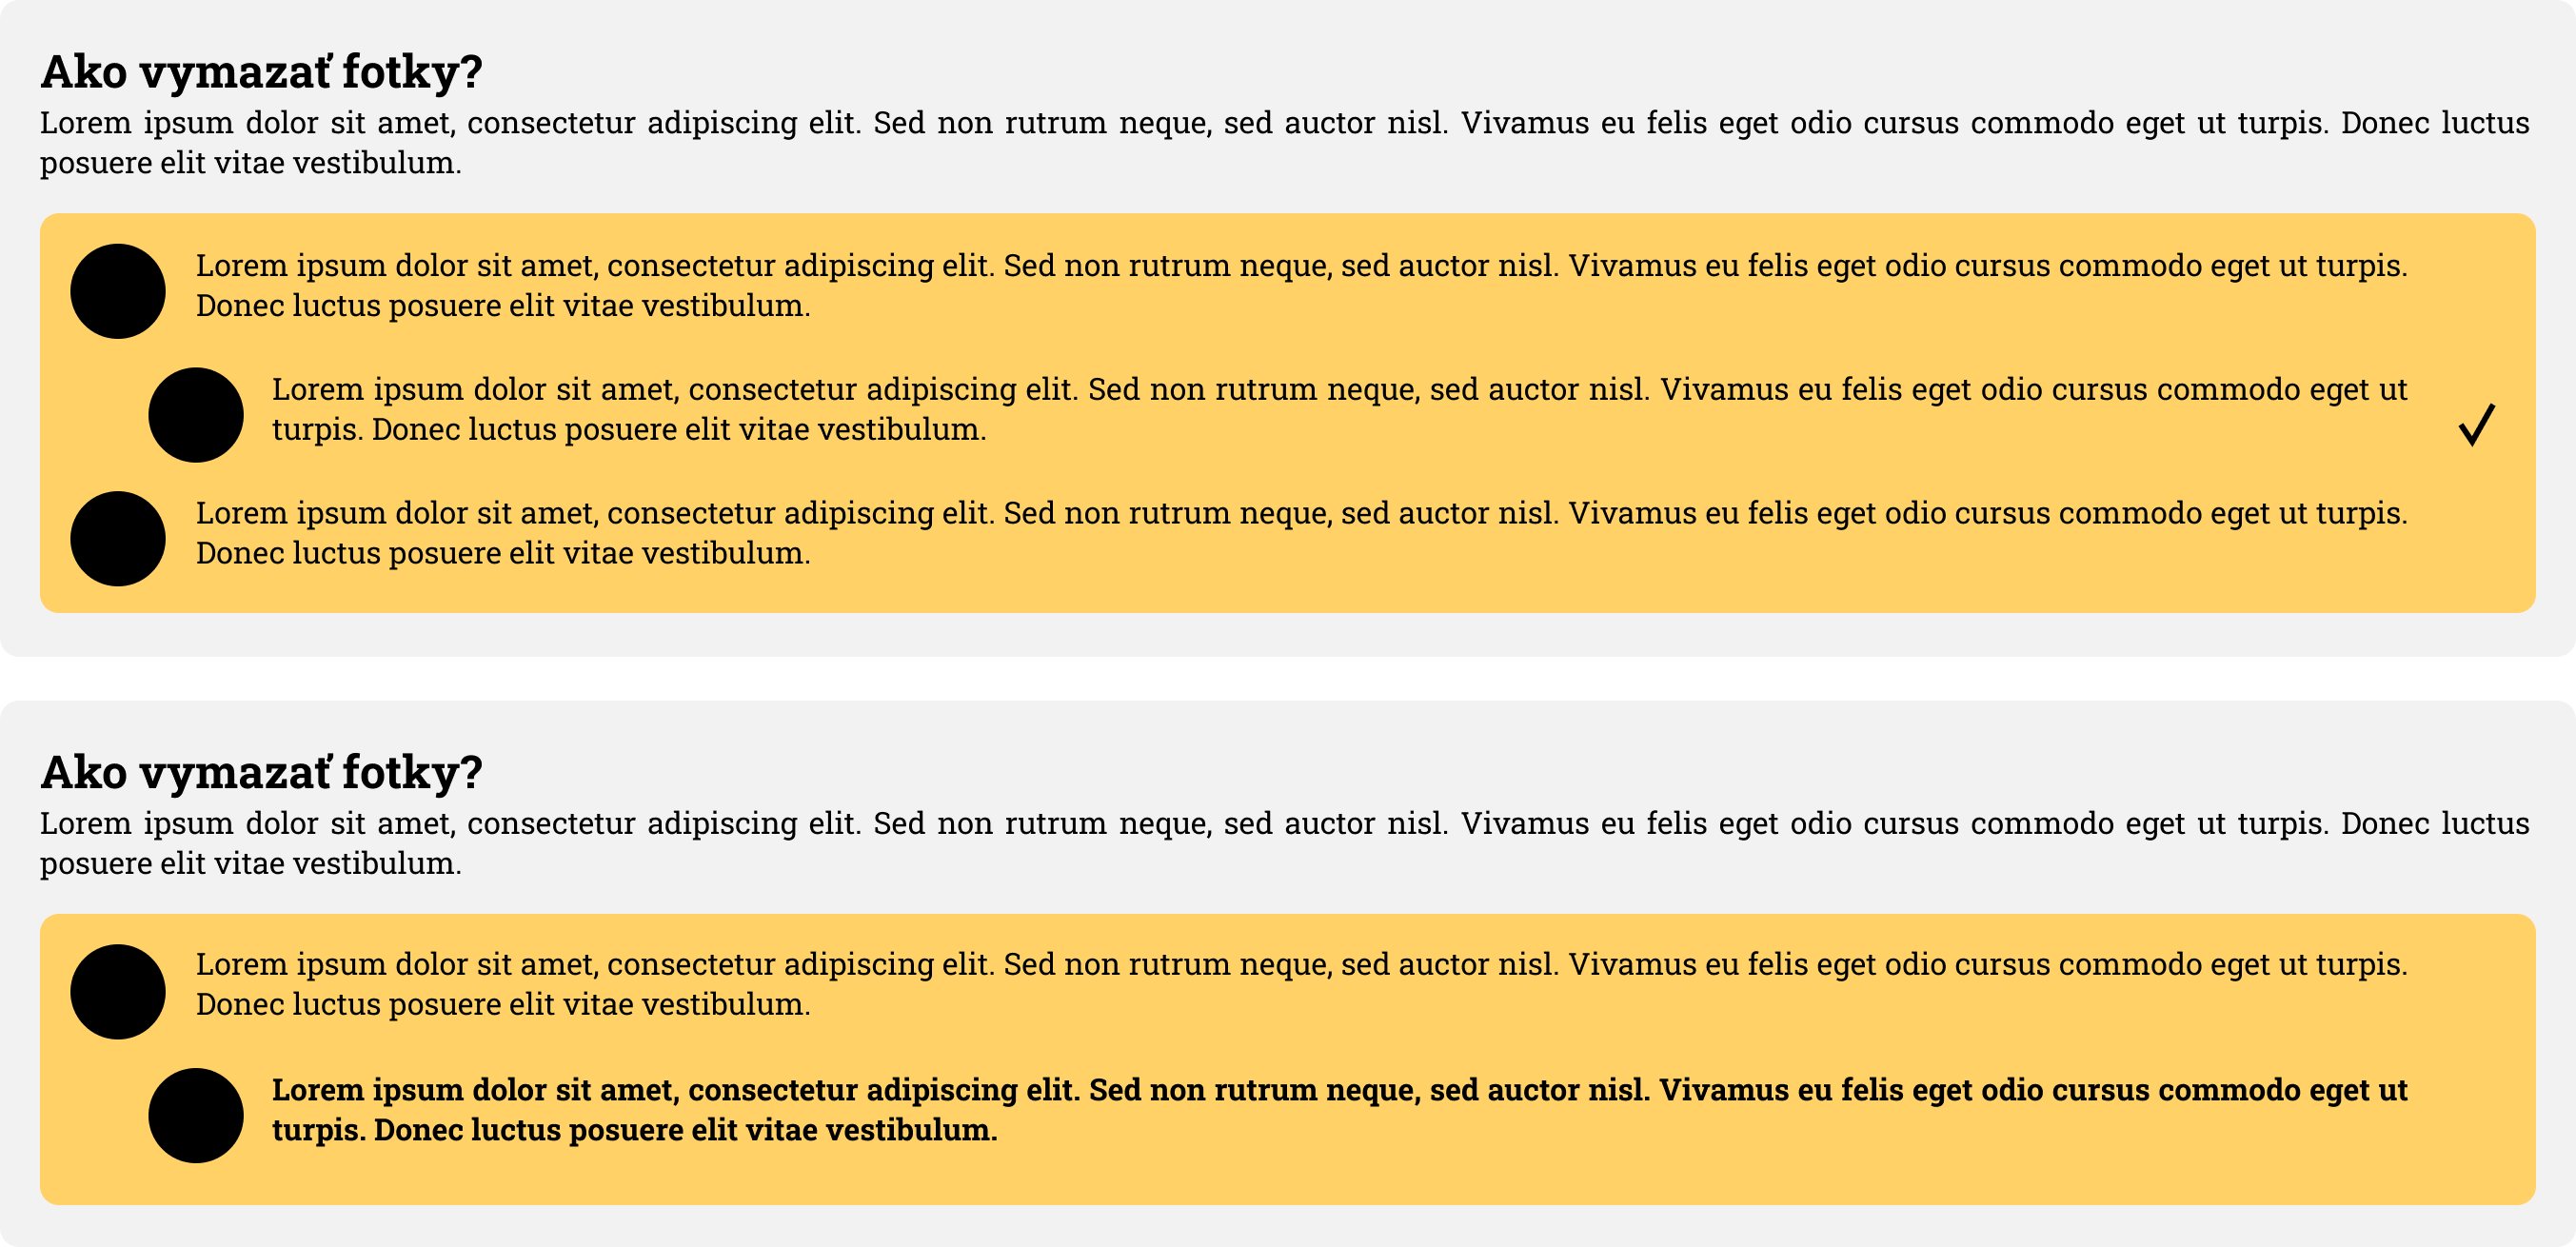 Ako vymazať fotky?
Lorem ipsum dolor sit amet, consectetur adipiscing elit. Sed non rutrum neque, sed auctor nisl. Vivamus eu felis eget odio cursus commodo eget ut turpis. Donec luctus
posuere elit vitae vestibulum.
Lorem ipsum dolor sit amet, consectetur adipiscing elit. Sed non rutrum neque, sed auctor nisl. Vivamus eu felis eget odio cursus commodo eget ut turpis.
Donec luctus posuere elit vitae vestibulum.
Lorem ipsum dolor sit amet, consectetur adipiscing elit. Sed non rutrum neque, sed auctor nisl. Vivamus eu felis eget odio cursus commodo eget ut
turpis. Donec luctus posuere elit vitae vestibulum.
Lorem ipsum dolor sit amet, consectetur adipiscing elit. Sed non rutrum neque, sed auctor nisl. Vivamus eu felis eget odio cursus commodo eget ut turpis.
Donec luctus posuere elit vitae vestibulum.
Ako vymazať fotky?
Lorem ipsum dolor sit amet, consectetur adipiscing elit. Sed non rutrum neque, sed auctor nisl. Vivamus eu felis eget odio cursus commodo eget ut turpis. Donec luctus
posuere elit vitae vestibulum.
Lorem ipsum dolor sit amet, consectetur adipiscing elit. Sed non rutrum neque, sed auctor nisl. Vivamus eu felis eget odio cursus commodo eget ut turpis.
Donec luctus posuere elit vitae vestibulum.
Lorem ipsum dolor sit amet, consectetur adipiscing elit. Sed non rutrum neque, sed auctor nisl. Vivamus eu felis eget odio cursus commodo eget ut
turpis. Donec luctus posuere elit vitae vestibulum.